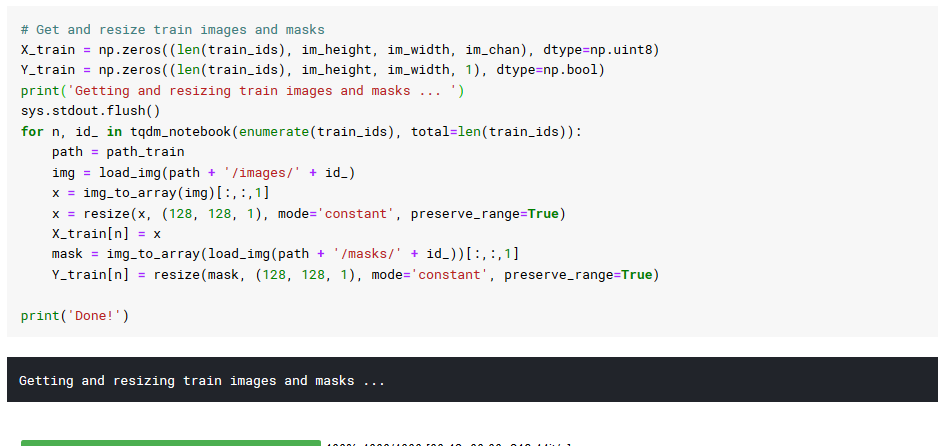 # Get and resize train images and masks
X_train = np.zeros((len(train_ids), im_height, im_width, im_chan), dtype=np.uint8)
Y_train = np.zeros((len(train_ids), im_height, im_width, 1), dtype=np.bool)
print('Getting and resizing train images and masks ... ')
sys.stdout.flush()
for n, id_ in tqdm_notebook(enumerate(train_ids), total=len(train_ids)):
    path = path_train
    img = load_img(path + '/images/' + id_)
    x = img_to_array(img)[:,:,1]
    x = resize(x, (128, 128, 1), mode='constant', preserve_range=True)
    X_train[n] = x
    mask = img_to_array(load_img(path + '/masks/' + id_))[:,:,1]
    Y_train[n] = resize(mask, (128, 128, 1), mode='constant', preserve_range=True)
print('Done!')
Getting and resizing train images and masks ...